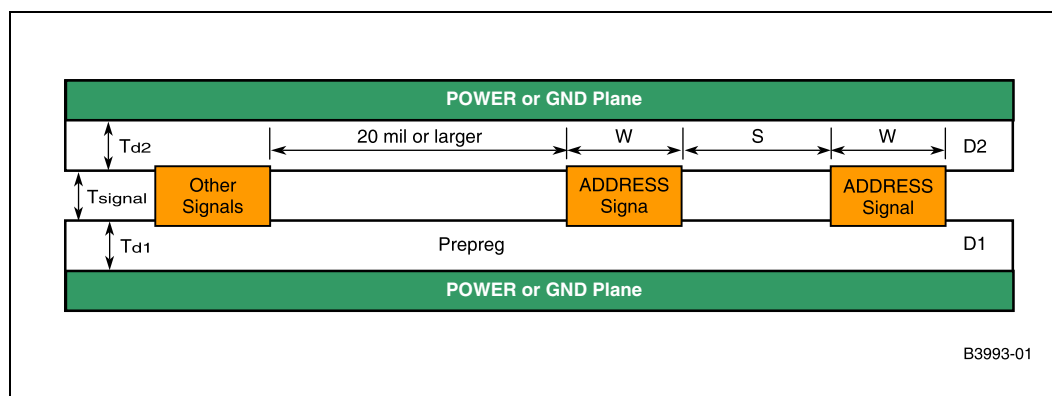 POWER or GND Plane
Td2
20 mil or larger
W
S
W
D2
Tsignal
Other
Signals
ADDRESS
Signa
ADDRESS
Signal
Td1
Prepreg
D1
POWER or GND Plane
B3993-01